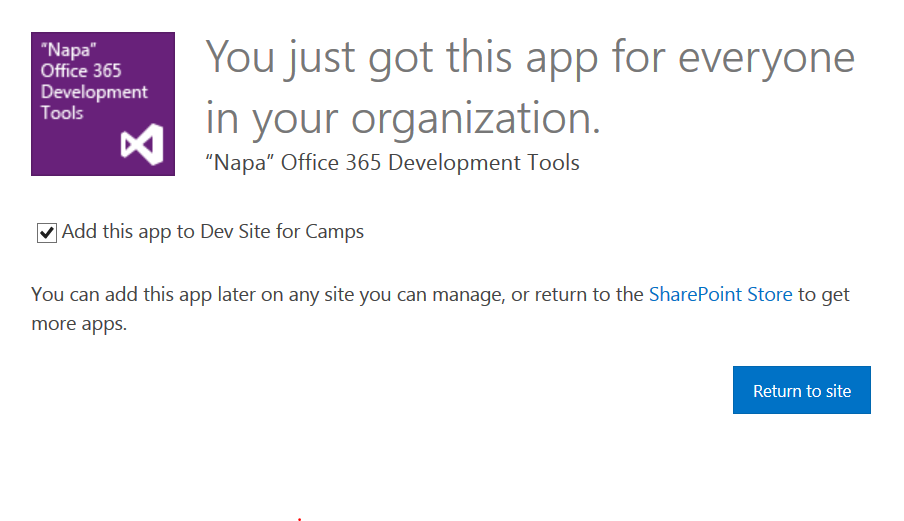 “Napa”
Office 365
Development
Tools
You just got this app for everyone
in your organization.
“Napa” Office 365 Development Tools
Add this app to Dev Site for Camps
You can add this app later on any site you can manage, or return to the SharePoint Store to get
more apps.
Return to site